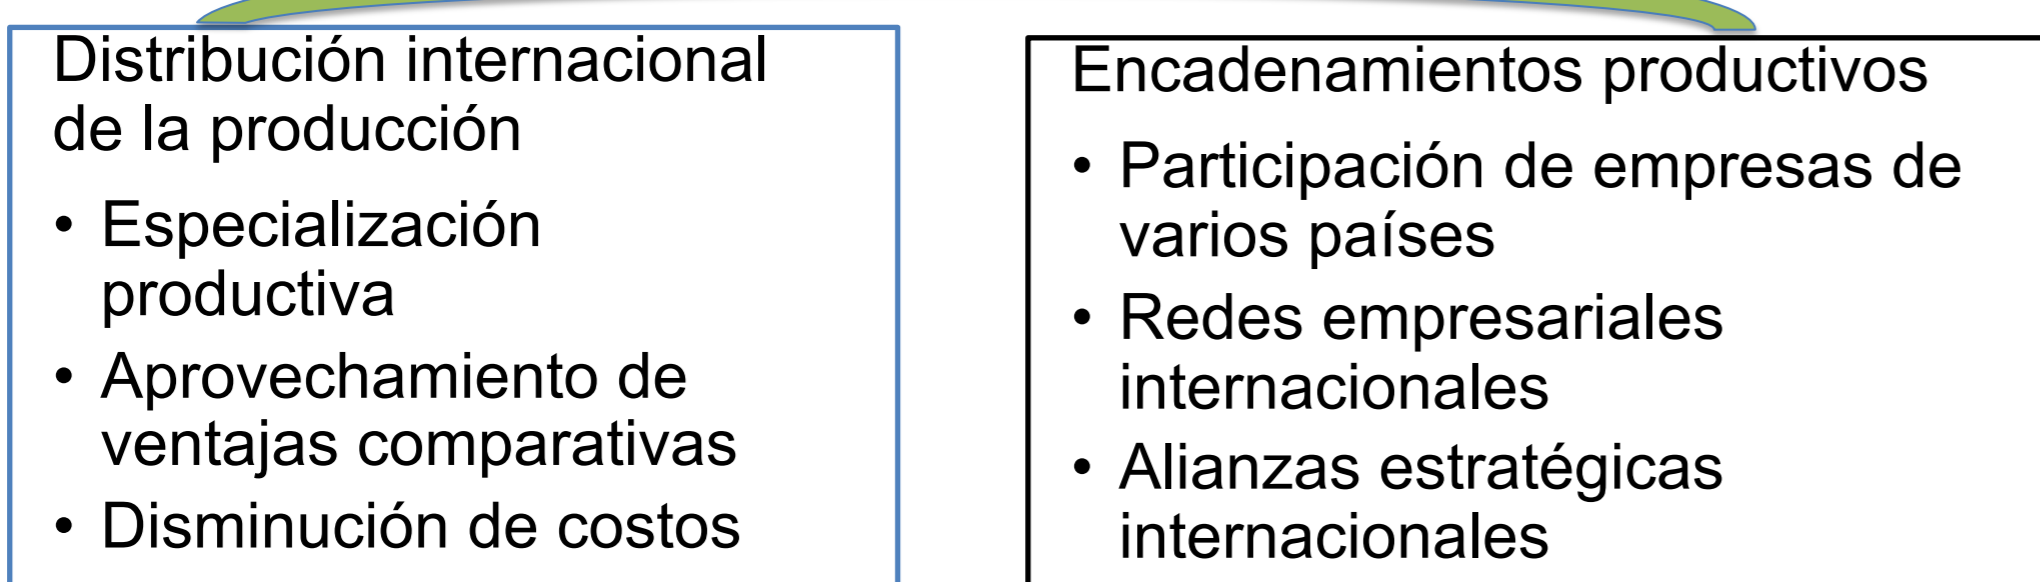 Distribución internacional
de la producción
• Especialización
productiva
• Aprovechamiento de
ventajas comparativas
• Disminución de costos
Encadenamientos productivos
• Participación de empresas de
varios países
• Redes empresariales
internacionales
• Alianzas estratégicas
internacionales